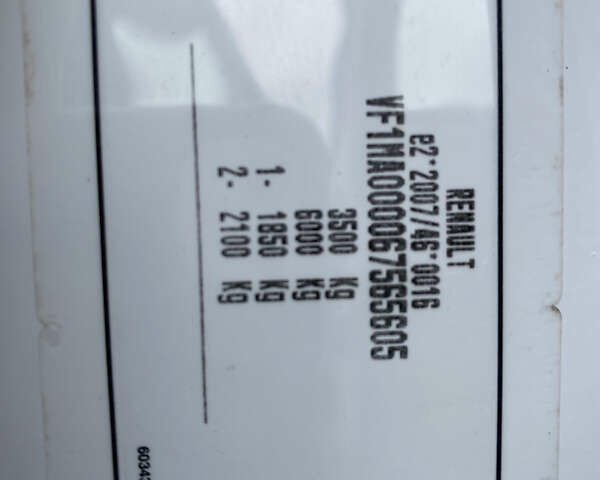 RENAULT
e2*2007/46*0016
VF1MA000067565605
3500 Kg
6000 Kg
1- 1850 Kg
2- 2100 Kg